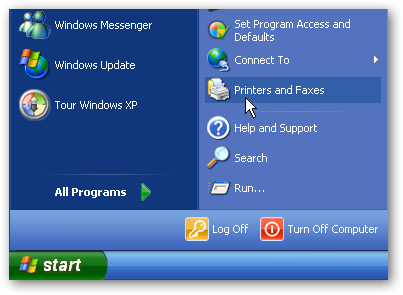 Windows Messenger
Windows Update
Tour Windows XP
All Programs
Set Program Access and
Defaults
Connect To
Printers and Faxes
Help and Support
Search
Run...
Log Off
Turn Off Computer
start